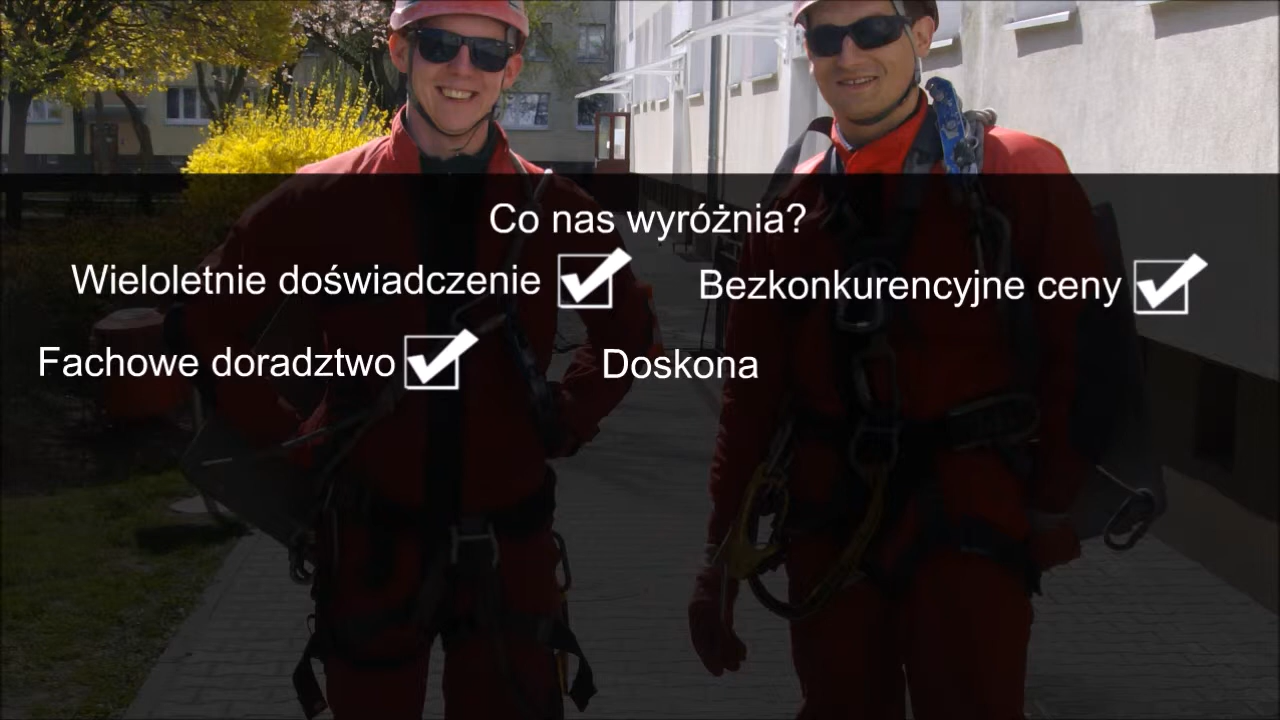 Co nas wyróżnia?
Wieloletnie doświadczenie Bezkonkurencyjne ceny
Fachowe doradztwo Doskona